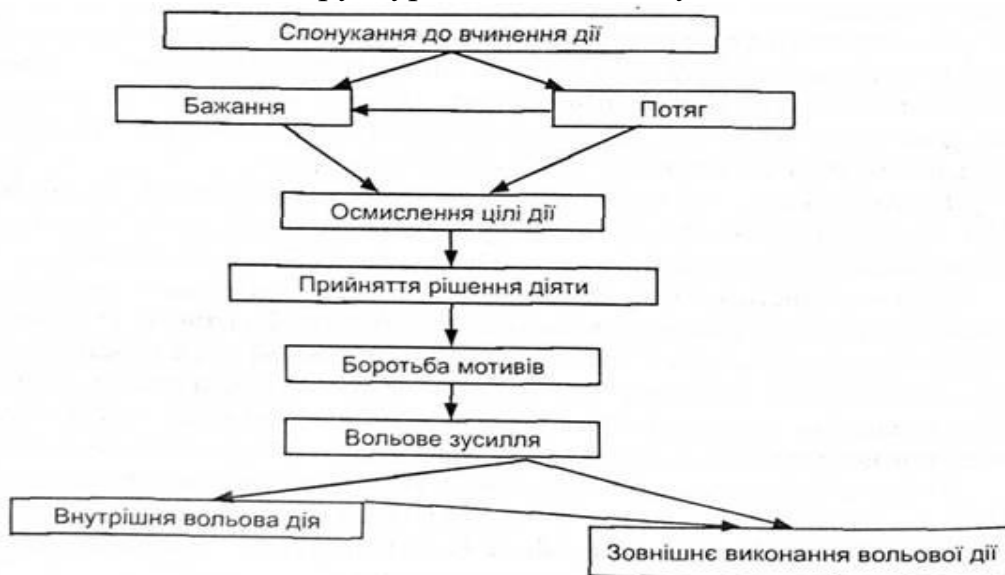 Спонукання до вчинення дії
Бажання
Потяг
Осмислення цілі дії
Прийняття рішення діяти
Боротьба мотивів
Вольове зусилля
Внутрішня вольова дія
Зовнішнє виконання вольової дії